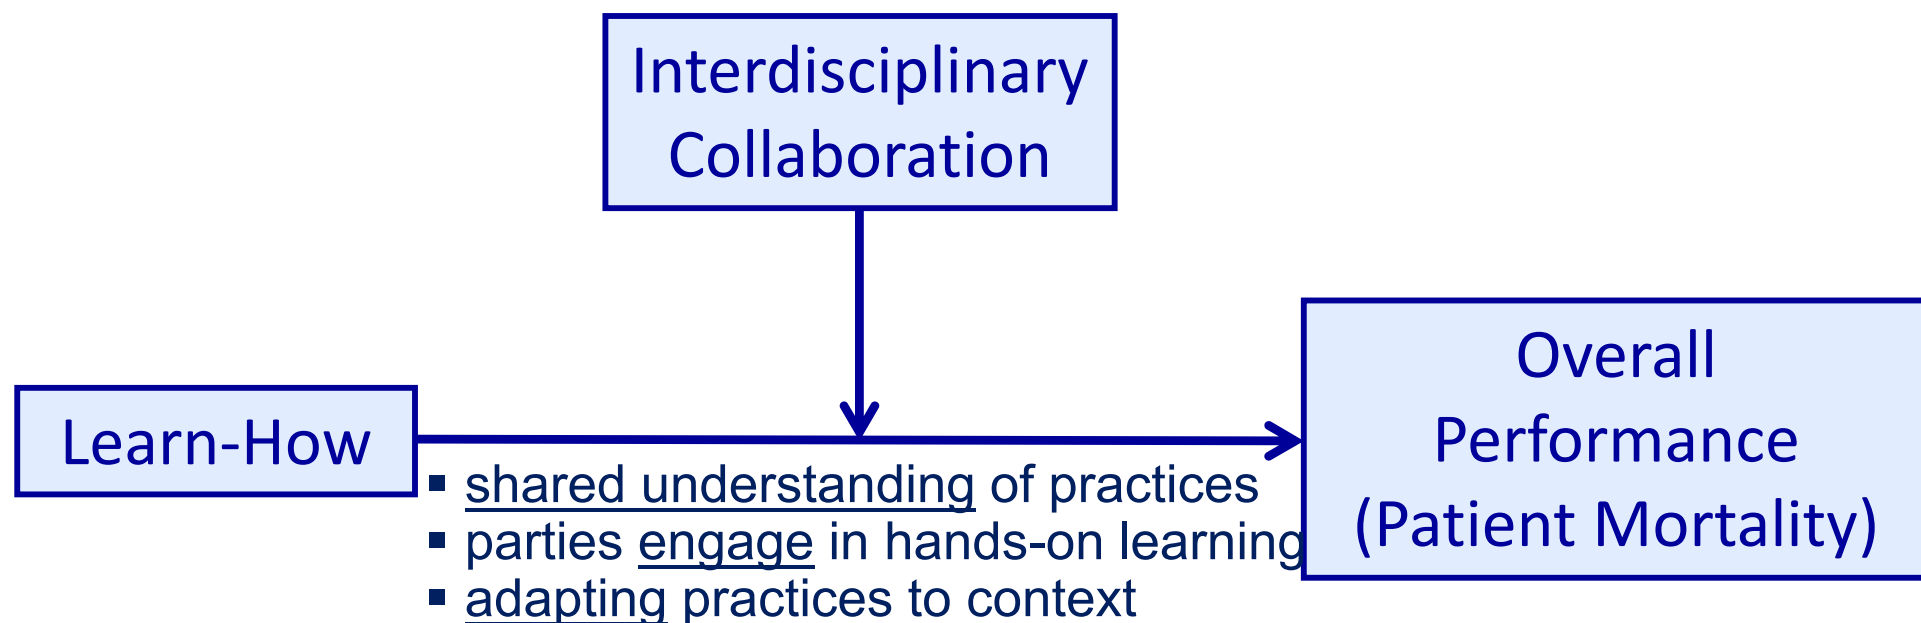 Interdisciplinary
Collaboration
Learn-How
Overall
Performance
(Patient Mortality)
▪ shared understanding of practices
▪ parties engage in hands-on learning
▪ adapting practices to context